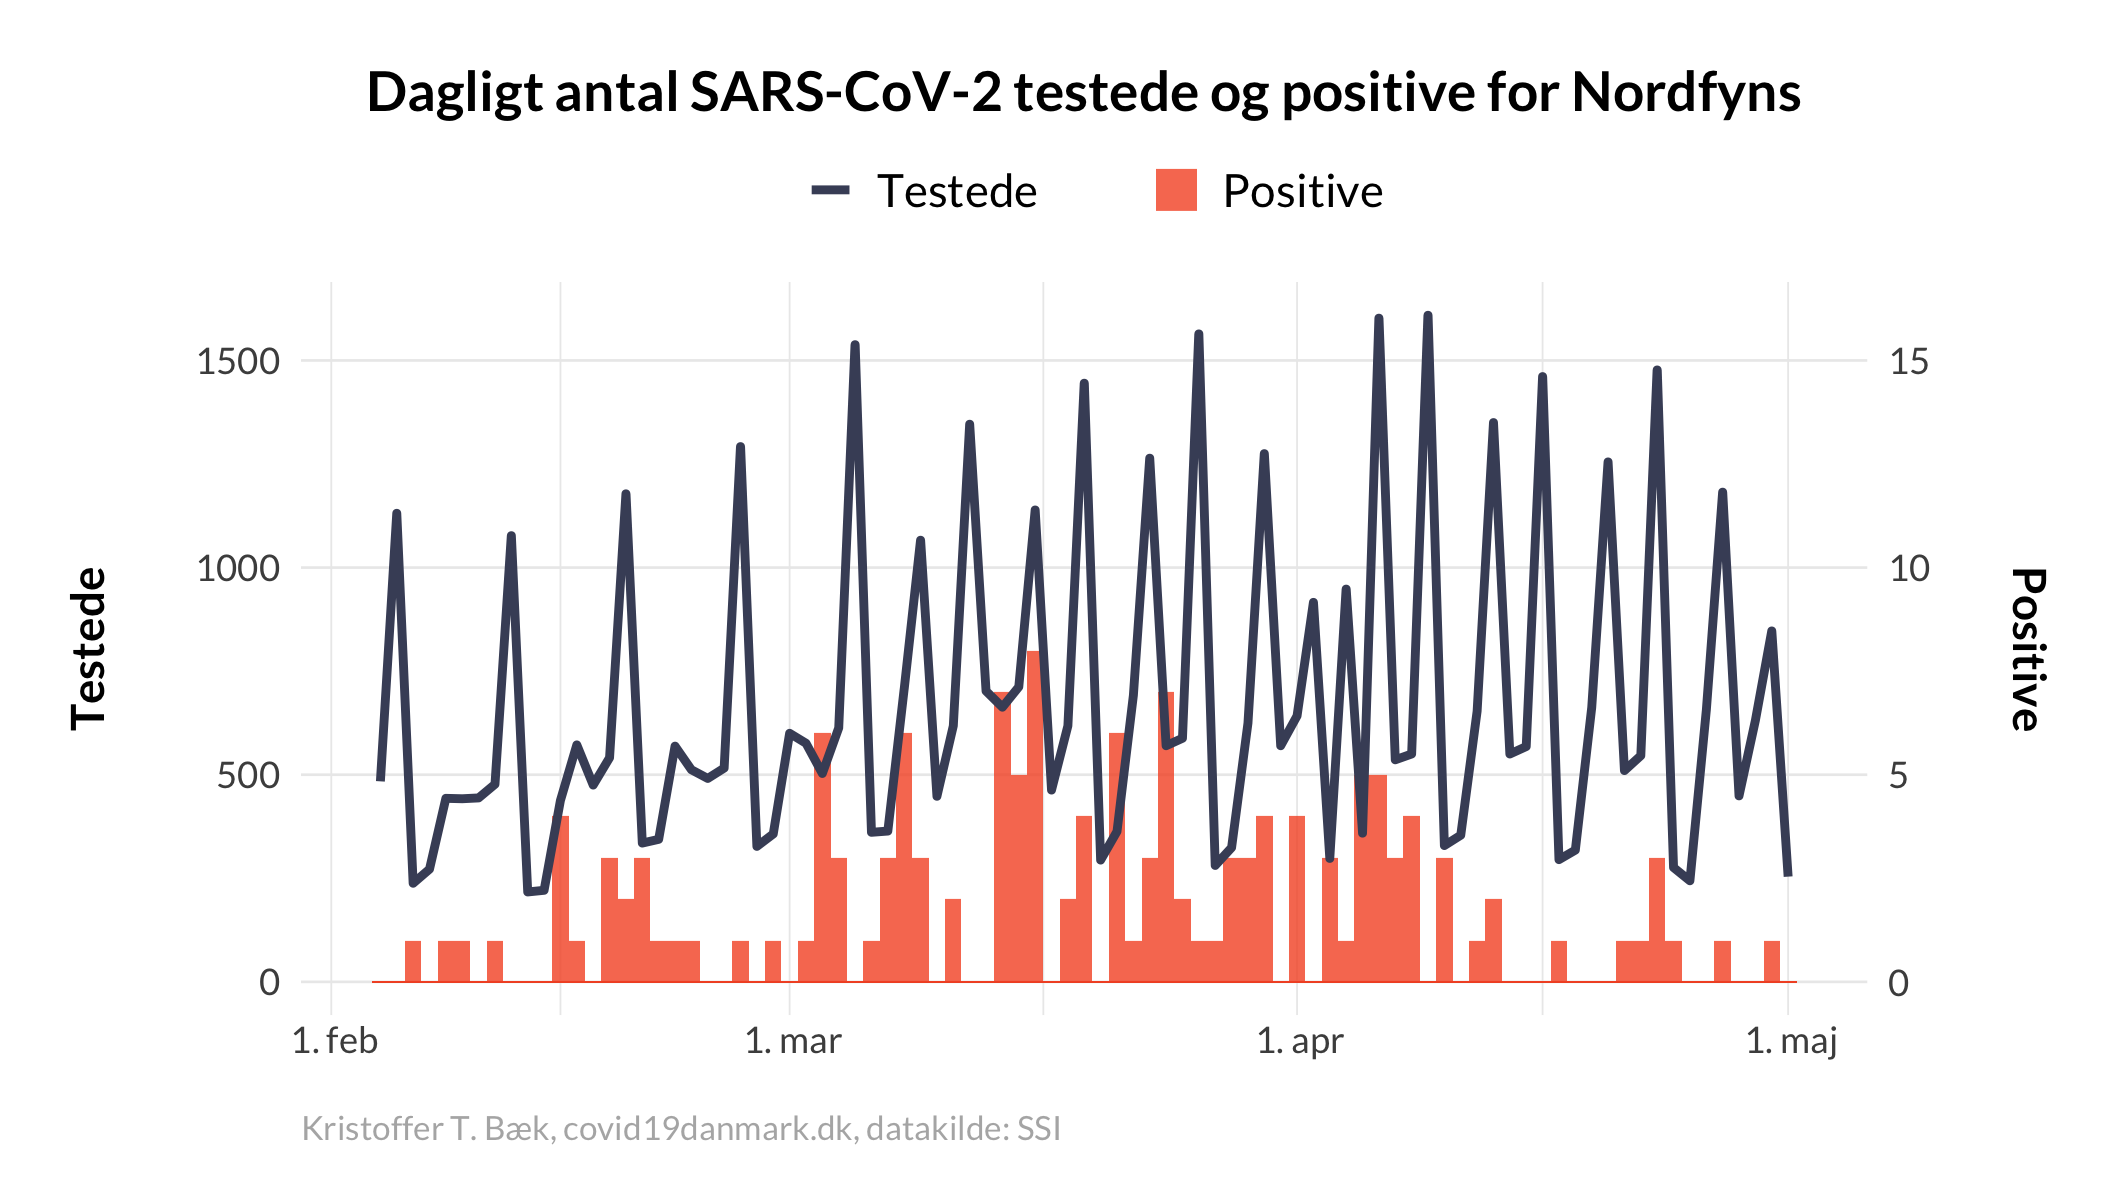 Dagligt antal SARS-CoV-2 testede og positive for Nordfyns
Testede
Positive
1500
1000
500
0
15
10
5
0
Testede
Positive
1. feb
1. mar
1. apr
1. maj
Kristoffer T. Bæk, covid19danmark.dk, datakilde: SSI